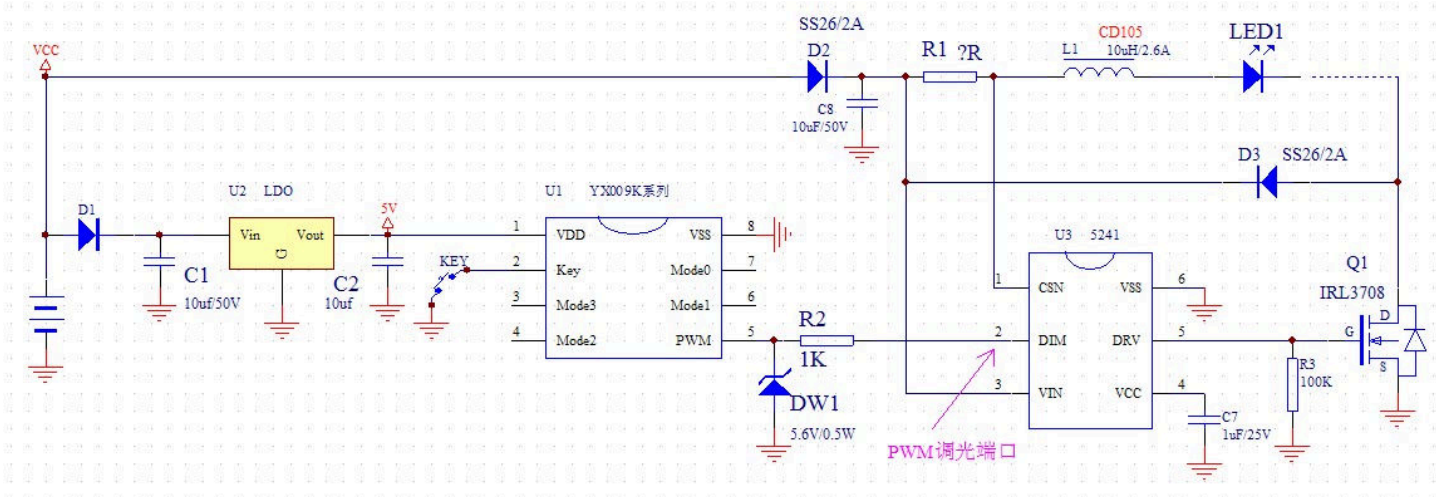 VCC
SS26/2A
D2
C8
10uF/50V
R1
?R
CD105
L1
10uH/2.6A
LED1
D3
SS26/2A
D1
C1
10uf/50V
U2
LDO
Vin
Vout
G
5V
C2
10uf
KEY
U1
YX009K系列
1
VDD
VSS
8
2
Key
Mode0
7
3
Mode3
Mode1
6
4
Mode2
PWM
5
R2
1K
DW1
5.6V/0.5W
U3
5241
1
CSN
VSS
6
2
DIM
DRV
5
3
VIN
VCC
4
PWM调光端口
C7
1uF/25V
R3
100K
Q1
IRL3708
D
G
S